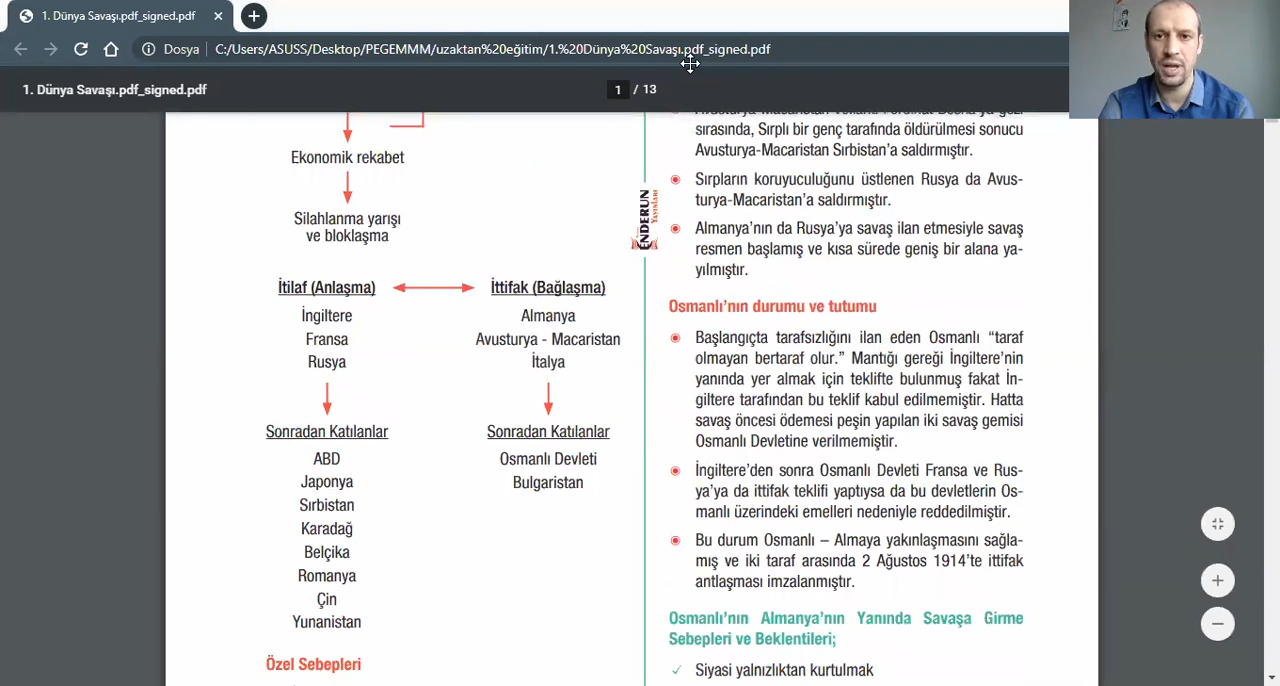 1. Dünya Savaşı.pdf_signed.pdf
Dosya
C:/Users/ASUSS/Desktop/PEGEMMM/uzaktan%20eğitim/1.%20Dünya%20Savaşı.pdf_signed.pdf
1. Dünya Savaşı.pdf_signed.pdf
1 / 13
Ekonomik rekabet
Silahlanma yarışı
ve bloklaşma
İtilaf (Anlaşma)
İngiltere
Fransa
Rusya
Sonradan Katılanlar
ABD
Japonya
Sırbistan
Karadağ
Belçika
Romanya
Çin
Yunanistan
İttifak (Bağlaşma)
Almanya
Avusturya - Macaristan
İtalya
Sonradan Katılanlar
Osmanlı Devleti
Bulgaristan
Özel Sebepleri
ENDERUN
YAYINLARI
sırasında, Sırplı bir genç tarafında öldürülmesi sonucu
Avusturya-Macaristan Sırbistan’a saldırmıştır.
Sırpların koruyuculuğunu üstlenen Rusya da Avus-
turya-Macaristan’a saldırmıştır.
Almanya’nın da Rusya’ya savaş ilan etmesiyle savaş
resmen başlamış ve kısa sürede geniş bir alana ya-
yılmıştır.
Osmanlı’nın durumu ve tutumu
Başlangıçta tarafsızlığını ilan eden Osmanlı “taraf
olmayan bertaraf olur.” Mantığı gereği İngiltere’nin
yanında yer almak için teklifte bulunmuş fakat İn-
giltere tarafından bu teklif kabul edilmemiştir. Hatta
savaş öncesi ödemesi peşin yapılan iki savaş gemisi
Osmanlı Devletine verilmemiştir.
İngiltere’den sonra Osmanlı Devleti Fransa ve Rus-
ya’ya da ittifak teklifi yaptıysa da bu devletlerin Os-
manlı üzerindeki emelleri nedeniyle reddedilmiştir.
Bu durum Osmanlı – Almaya yakınlaşmasını sağla-
mış ve iki taraf arasında 2 Ağustos 1914’te ittifak
antlaşması imzalanmıştır.
Osmanlı’nın Almanya’nın Yanında Savaşa Girme
Sebepleri ve Beklentileri;
Siyasi yalnızlıktan kurtulmak